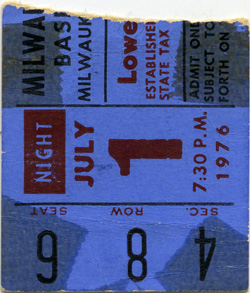 MILWA
BAS
MILWAUK
Lowe
ESTABLISHE
STATE TAX
ADMIT ONE
SUBJECT TO
FORTH ON
NIGHT
JULY
1
7:30 P.M.
1976
SEC. ROW SEAT
4 8 6